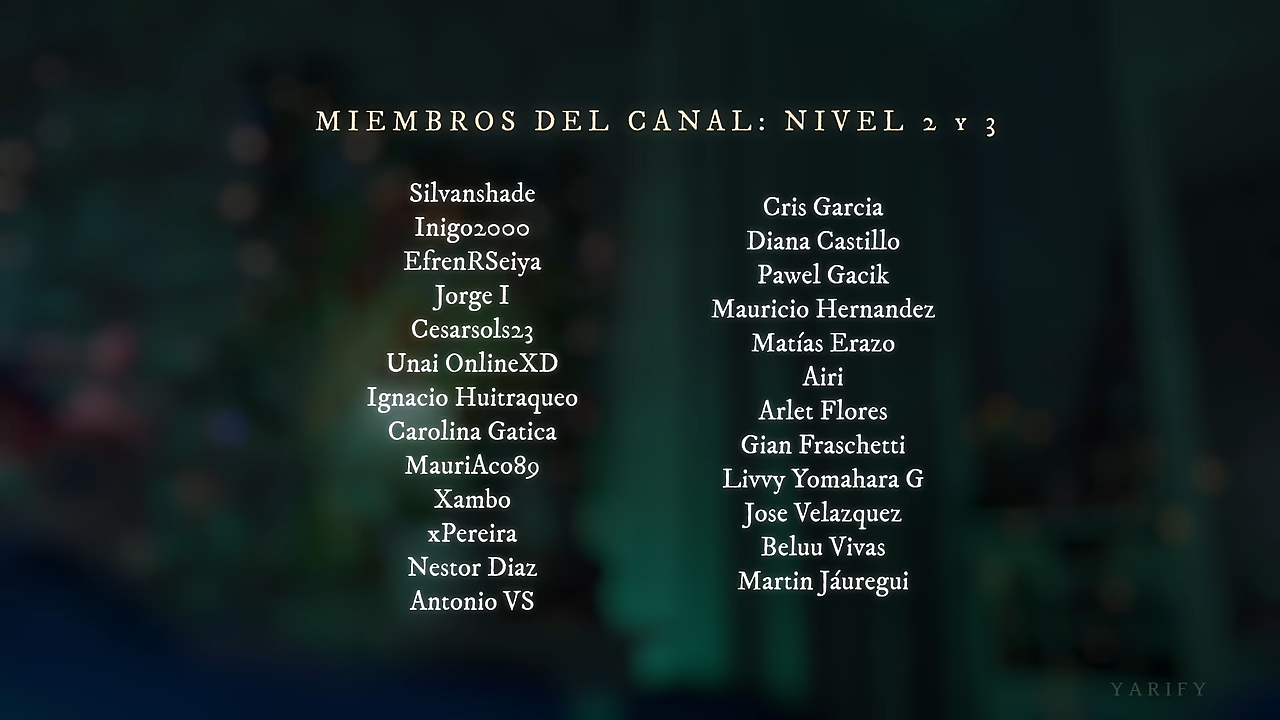 MIEMBROS DEL CANAL: NIVEL 2 Y 3
Silvanshade
Inigo2000
EfrenRSeiya
Jorge I
Cesarsols23
Unai OnlineXD
Ignacio Huitraqueo
Carolina Gatica
MauriAco89
Xambo
xPereira
Nestor Diaz
Antonio VS
Cris Garcia
Diana Castillo
Pawel Gacik
Mauricio Hernandez
Matías Erazo
Airi
Arlet Flores
Gian Fraschetti
Livvy Yomahara G
Jose Velazquez
Beluu Vivas
Martin Jáuregui
YARIFY